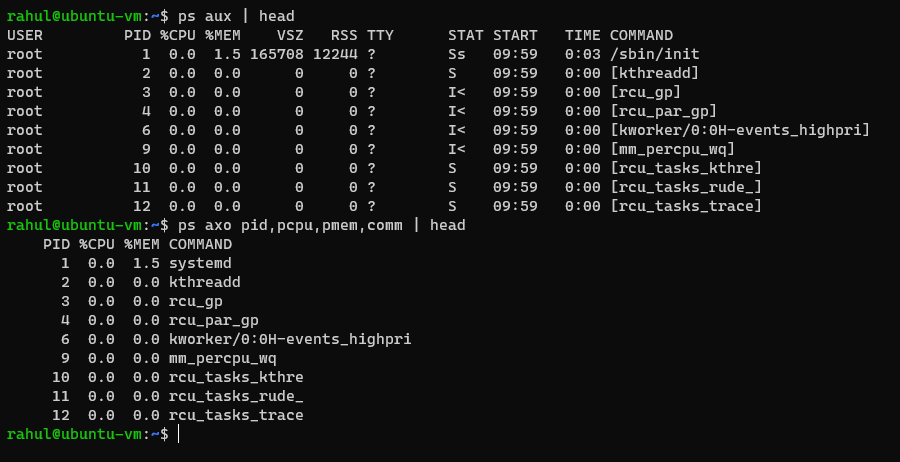 rahul@ubuntu-vm:~$ ps aux | head
USER         PID %CPU %MEM    VSZ   RSS TTY        STAT START   TIME COMMAND
root           1  0.0  1.5 165708 12244 ?        Ss   09:59   0:03 /sbin/init
root           2  0.0  0.0      0     0 ?        S    09:59   0:00 [kthreadd]
root           3  0.0  0.0      0     0 ?        I<   09:59   0:00 [rcu_gp]
root           4  0.0  0.0      0     0 ?        I<   09:59   0:00 [rcu_par_gp]
root           6  0.0  0.0      0     0 ?        I<   09:59   0:00 [kworker/0:0H-events_highpri]
root           9  0.0  0.0      0     0 ?        I<   09:59   0:00 [mm_percpu_wq]
root          10  0.0  0.0      0     0 ?        S    09:59   0:00 [rcu_tasks_kthre]
root          11  0.0  0.0      0     0 ?        S    09:59   0:00 [rcu_tasks_rude_]
root          12  0.0  0.0      0     0 ?        S    09:59   0:00 [rcu_tasks_trace]
rahul@ubuntu-vm:~$ ps axo pid,pcpu,pmem,comm | head
    PID %CPU %MEM COMMAND
      1  0.0  1.5 systemd
      2  0.0  0.0 kthreadd
      3  0.0  0.0 rcu_gp
      4  0.0  0.0 rcu_par_gp
      6  0.0  0.0 kworker/0:0H-events_highpri
      9  0.0  0.0 mm_percpu_wq
     10  0.0  0.0 rcu_tasks_kthre
     11  0.0  0.0 rcu_tasks_rude_
     12  0.0  0.0 rcu_tasks_trace
rahul@ubuntu-vm:~$